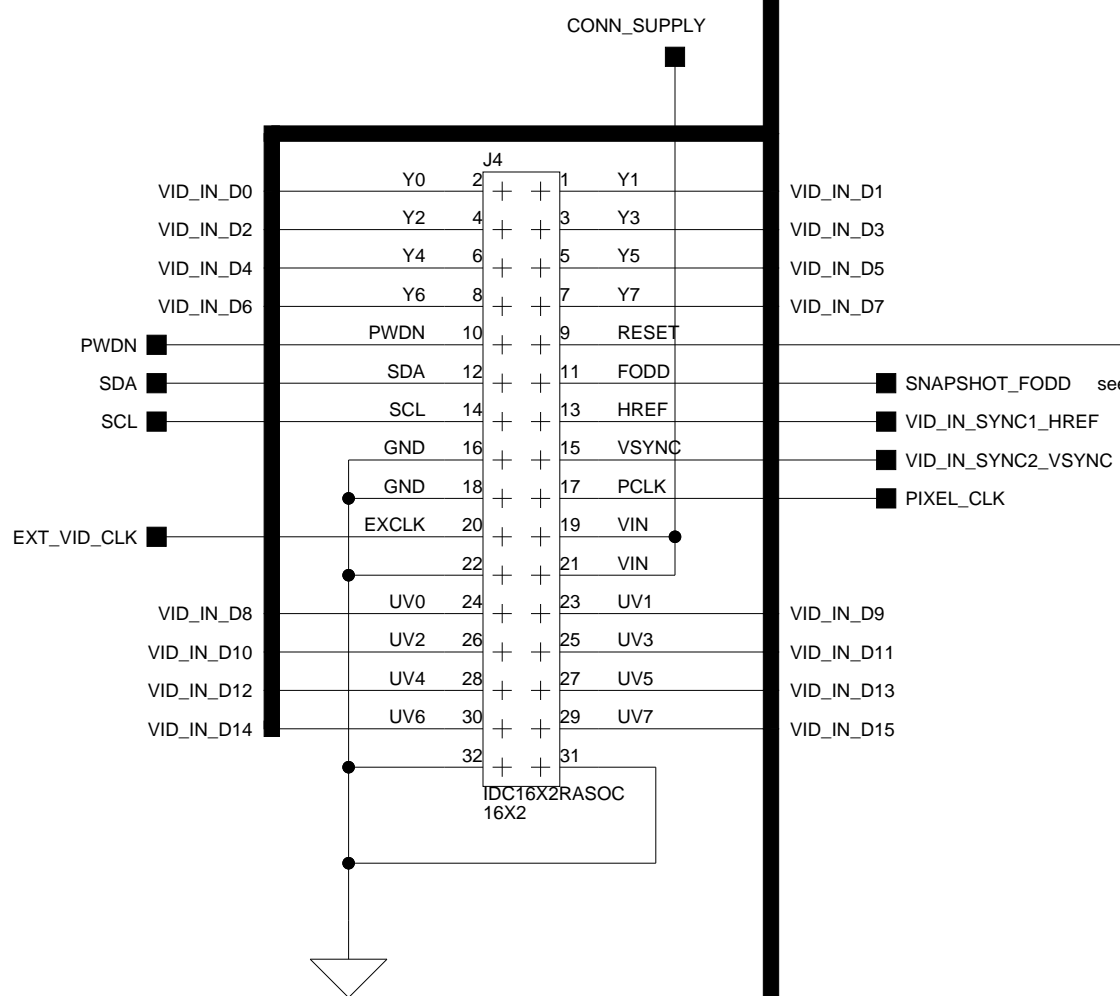 CONN_SUPPLY
J4
VID_IN_D0 Y0 2 1 Y1 VID_IN_D1
VID_IN_D2 Y2 4 3 Y3 VID_IN_D3
VID_IN_D4 Y4 6 5 Y5 VID_IN_D5
VID_IN_D6 Y6 8 7 Y7 VID_IN_D7
PWDN PWDN 10 9 RESET
SDA SDA 12 11 FODD SNAPSHOT_FODD see
SCL SCL 14 13 HREF VID_IN_SYNC1_HREF
GND 16 15 VSYNC VID_IN_SYNC2_VSYNC
GND 18 17 PCLK PIXEL_CLK
EXT_VID_CLK EXCLK 20 19 VIN
22 21 VIN
VID_IN_D8 UV0 24 23 UV1 VID_IN_D9
VID_IN_D10 UV2 26 25 UV3 VID_IN_D11
VID_IN_D12 UV4 28 27 UV5 VID_IN_D13
VID_IN_D14 UV6 30 29 UV7 VID_IN_D15
32 31
IDC16X2RASOC
16X2